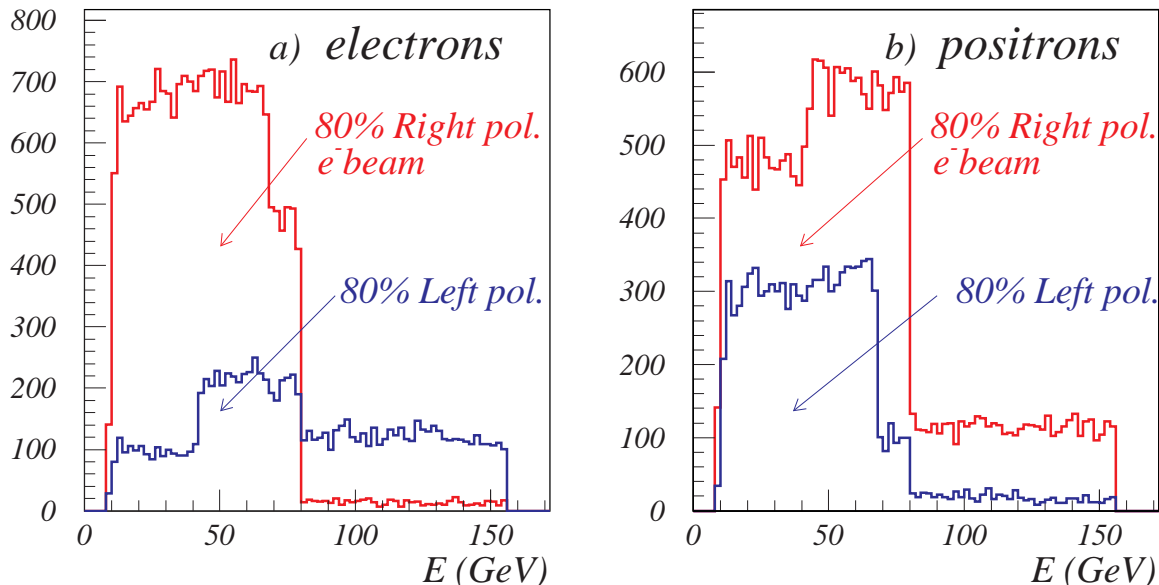 a) electrons
800
700
600
500
400
300
200
100
0
80% Right pol.
e⁻beam
80% Left pol.
0
50
100
150
E (GeV)
b) positrons
600
500
400
300
200
100
0
80% Right pol.
e⁻beam
80% Left pol.
0
50
100
150
E (GeV)